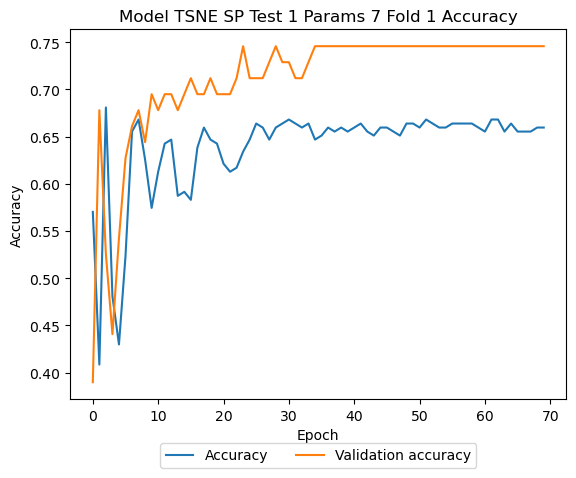 Model TSNE SP Test 1 Params 7 Fold 1 Accuracy
0.75
0.70
0.65
0.60
0.55
0.50
0.45
0.40
Accuracy
0 10 20 30 40 50 60 70
Epoch
Accuracy Validation accuracy